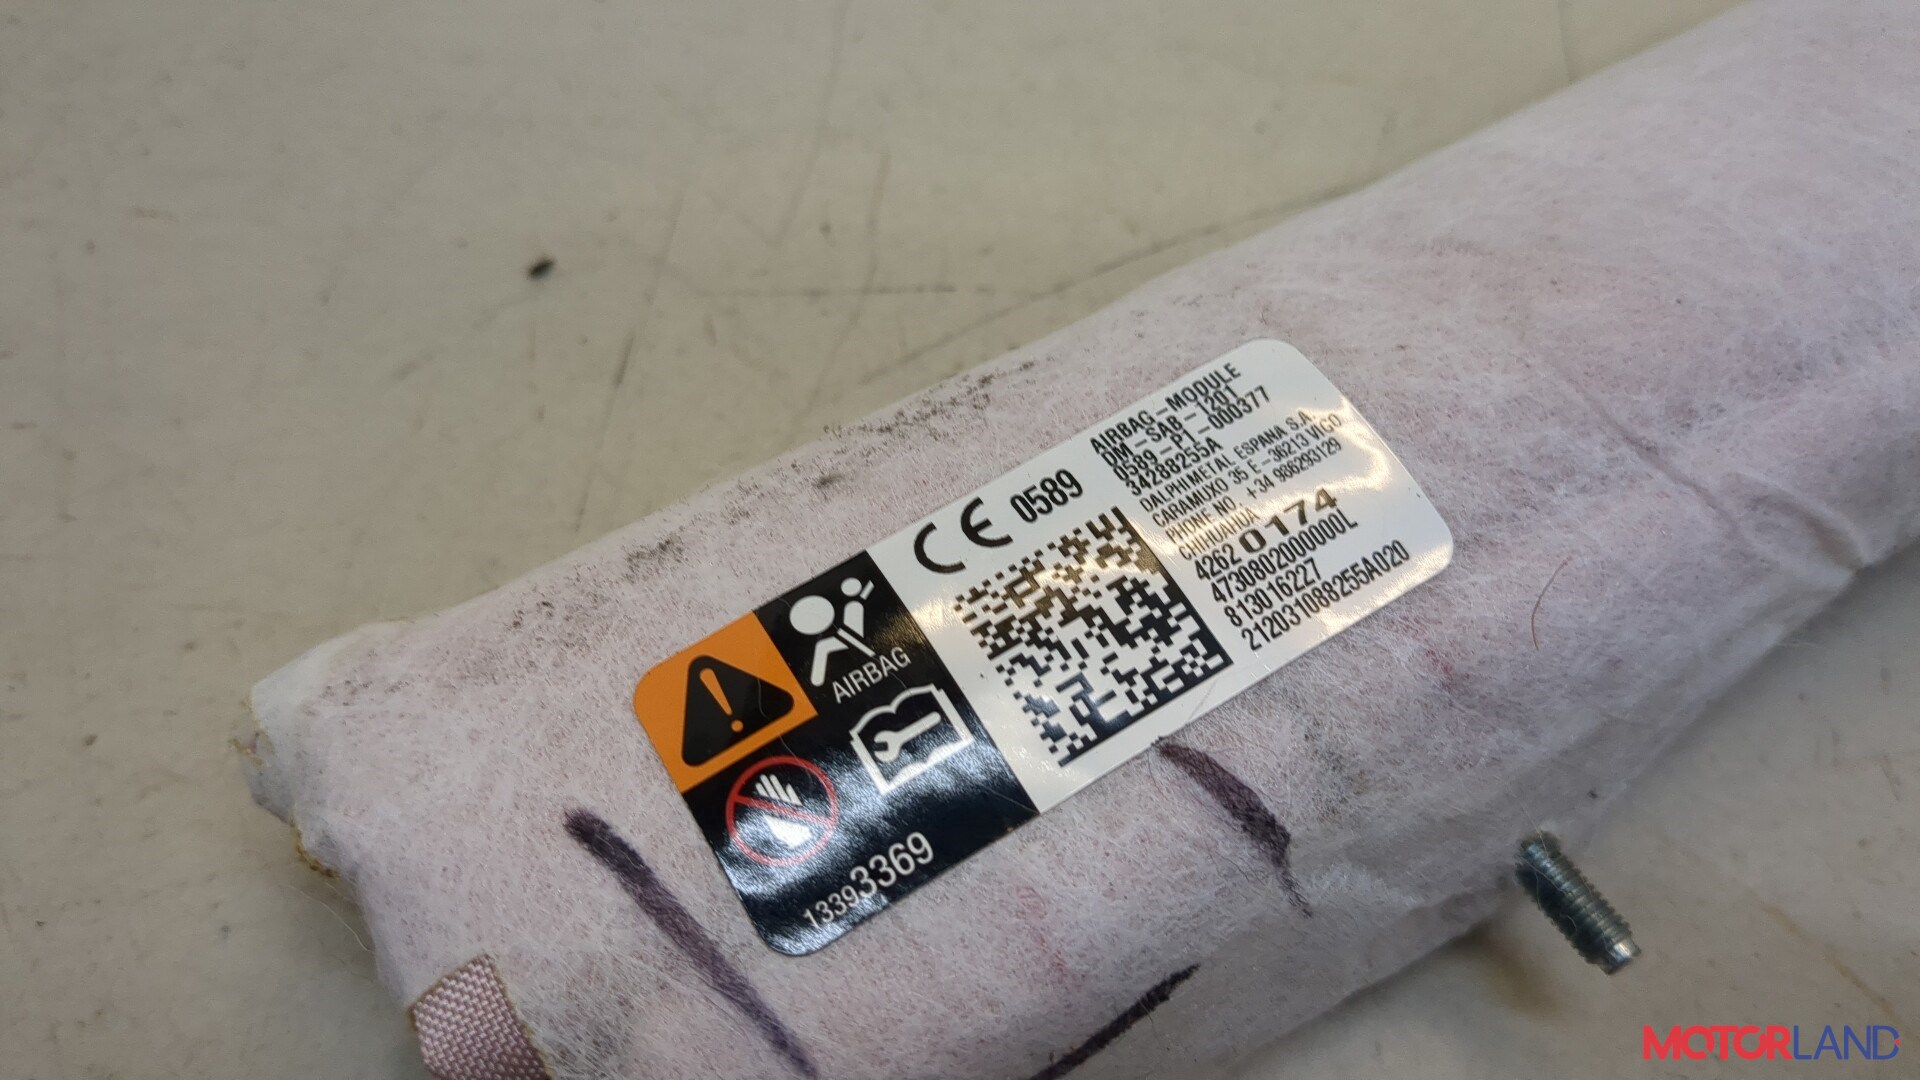 AIRBAG
13393369
CE 0589
AIRBAG-MODULE
DM-SAB-1201
0589-P1-000377
34288255A
DALPHIMETAL ESPANA S.A.
CARAMUXO 35 E-36213 VIGO
PHONE NO. +34 986293129
CHIHUAHUA
4262 0174
47308020000000L
813016227
212031088255A020
MOTORLAND